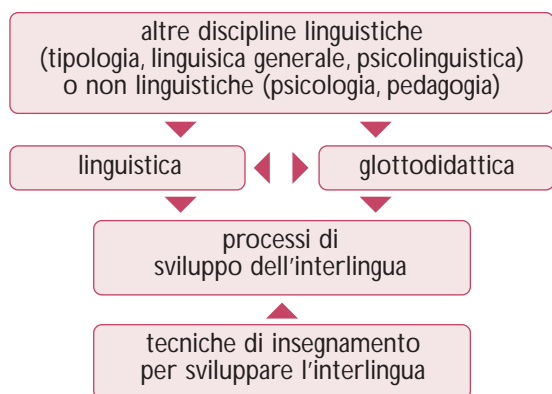 altre discipline linguistiche
(tipologia, linguisica generale, psicolinguistica)
o non linguistiche (psicologia, pedagogia)
linguistica
glottodidattica
processi di
sviluppo dell'interlingua
tecniche di insegnamento
per sviluppare l'interlingua